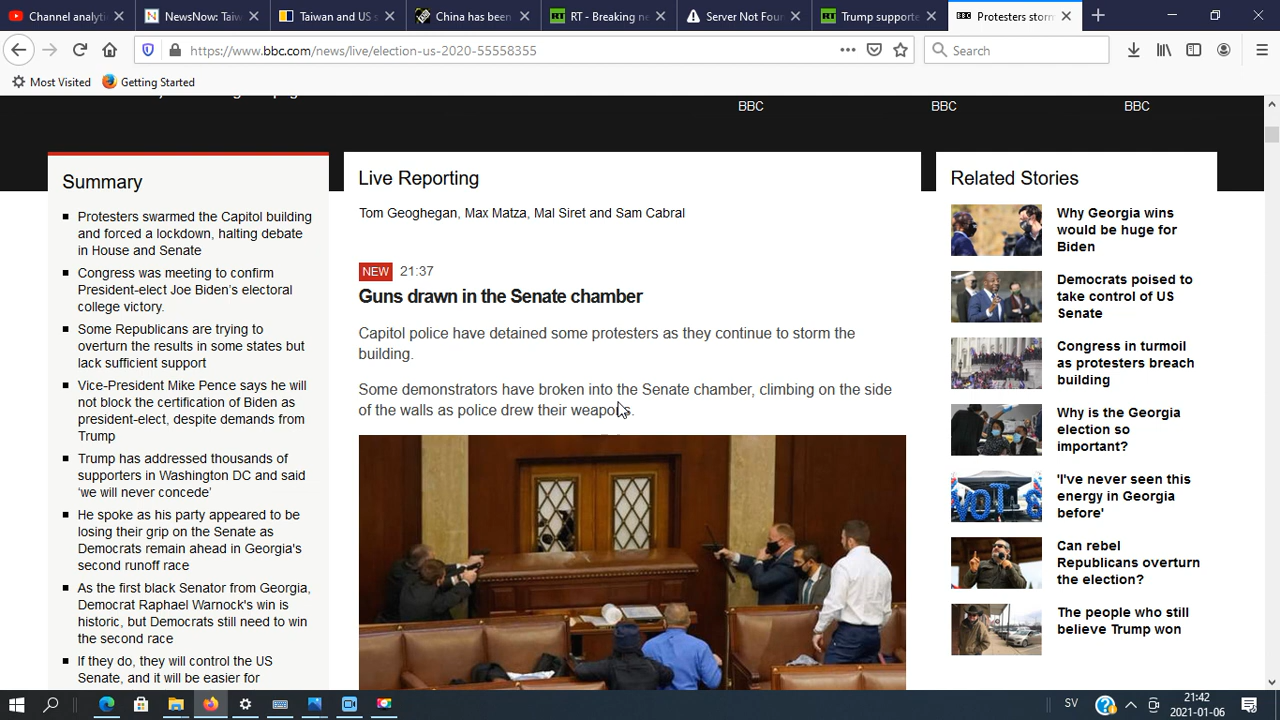 Channel analyti
NewsNow: Taiw
Taiwan and US s
China has been
RT - Breaking ne
Server Not Foun
Trump supporte
BBC
Protesters storm
https://www.bbc.com/news/live/election-us-2020-55558355
Search
Most Visited
Getting Started
BBC
BBC
BBC
Summary
Protesters swarmed the Capitol building
and forced a lockdown, halting debate
in House and Senate
Congress was meeting to confirm
President-elect Joe Biden's electoral
college victory.
Some Republicans are trying to
overturn the results in some states but
lack sufficient support
Vice-President Mike Pence says he will
not block the certification of Biden as
president-elect, despite demands from
Trump
Trump has addressed thousands of
supporters in Washington DC and said
‘we will never concede’
He spoke as his party appeared to be
losing their grip on the Senate as
Democrats remain ahead in Georgia's
second runoff race
As the first black Senator from Georgia,
Democrat Raphael Warnock's win is
historic, but Democrats still need to win
the second race
If they do, they will control the US
Senate, and it will be easier for
Live Reporting
Tom Geoghegan, Max Matza, Mal Siret and Sam Cabral
NEW 21:37
Guns drawn in the Senate chamber
Capitol police have detained some protesters as they continue to storm the
building.
Some demonstrators have broken into the Senate chamber, climbing on the side
of the walls as police drew their weapons.
Related Stories
Why Georgia wins
would be huge for
Biden
Democrats poised to
take control of US
Senate
Congress in turmoil
as protesters breach
building
Why is the Georgia
election so
important?
'I've never seen this
energy in Georgia
before'
Can rebel
Republicans overturn
the election?
The people who still
believe Trump won
SV
21:42
2021-01-06